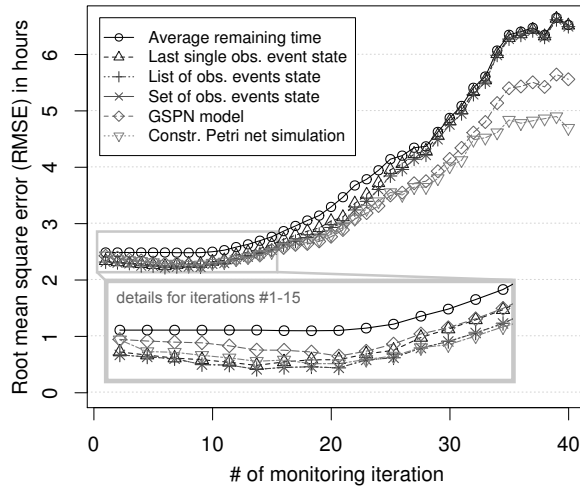 Root mean square error (RMSE) in hours
6
5
4
3
2
1
0
Average remaining time
Last single obs. event state
List of obs. events state
Set of obs. events state
GSPN model
Constr. Petri net simulation
details for iterations #1-15
0 10 20 30 40
# of monitoring iteration